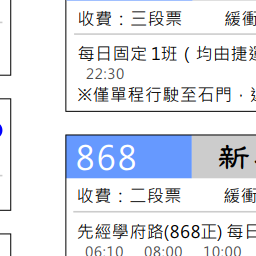 收費：三段票 緩衝
每日固定 1班（均由捷運
22:30
※僅單程行駛至石門，
868 新
收費：二段票 緩衝
先經學府路(868正) 每日
06:10 08:00 10:00